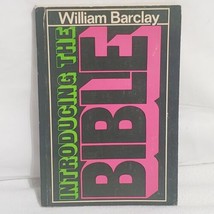 William Barclay
INTRODUCING THE
BIBLE